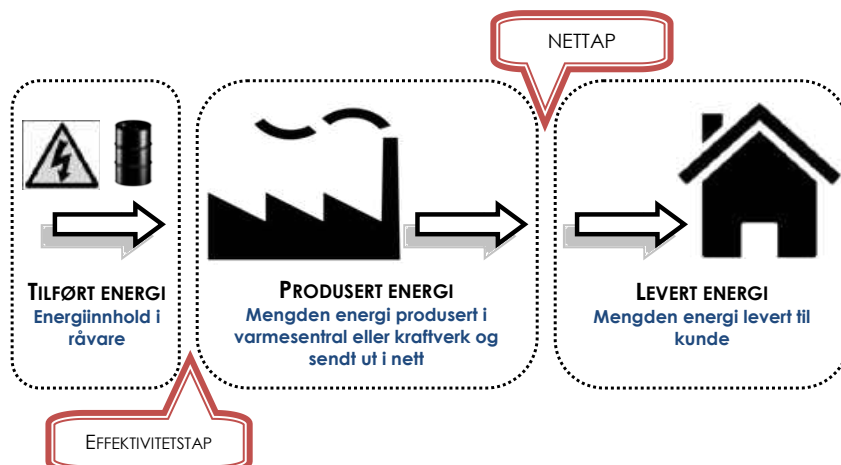 NETTAP
TILFØRT ENERGI
Energiinnhold i
råvare
PRODUSERT ENERGI
Mengden energi produsert i
varmesentral eller kraftverk og
sendt ut i nett
LEVERT ENERGI
Mengden energi levert til
kunde
EFFEKTIVITETSTAP